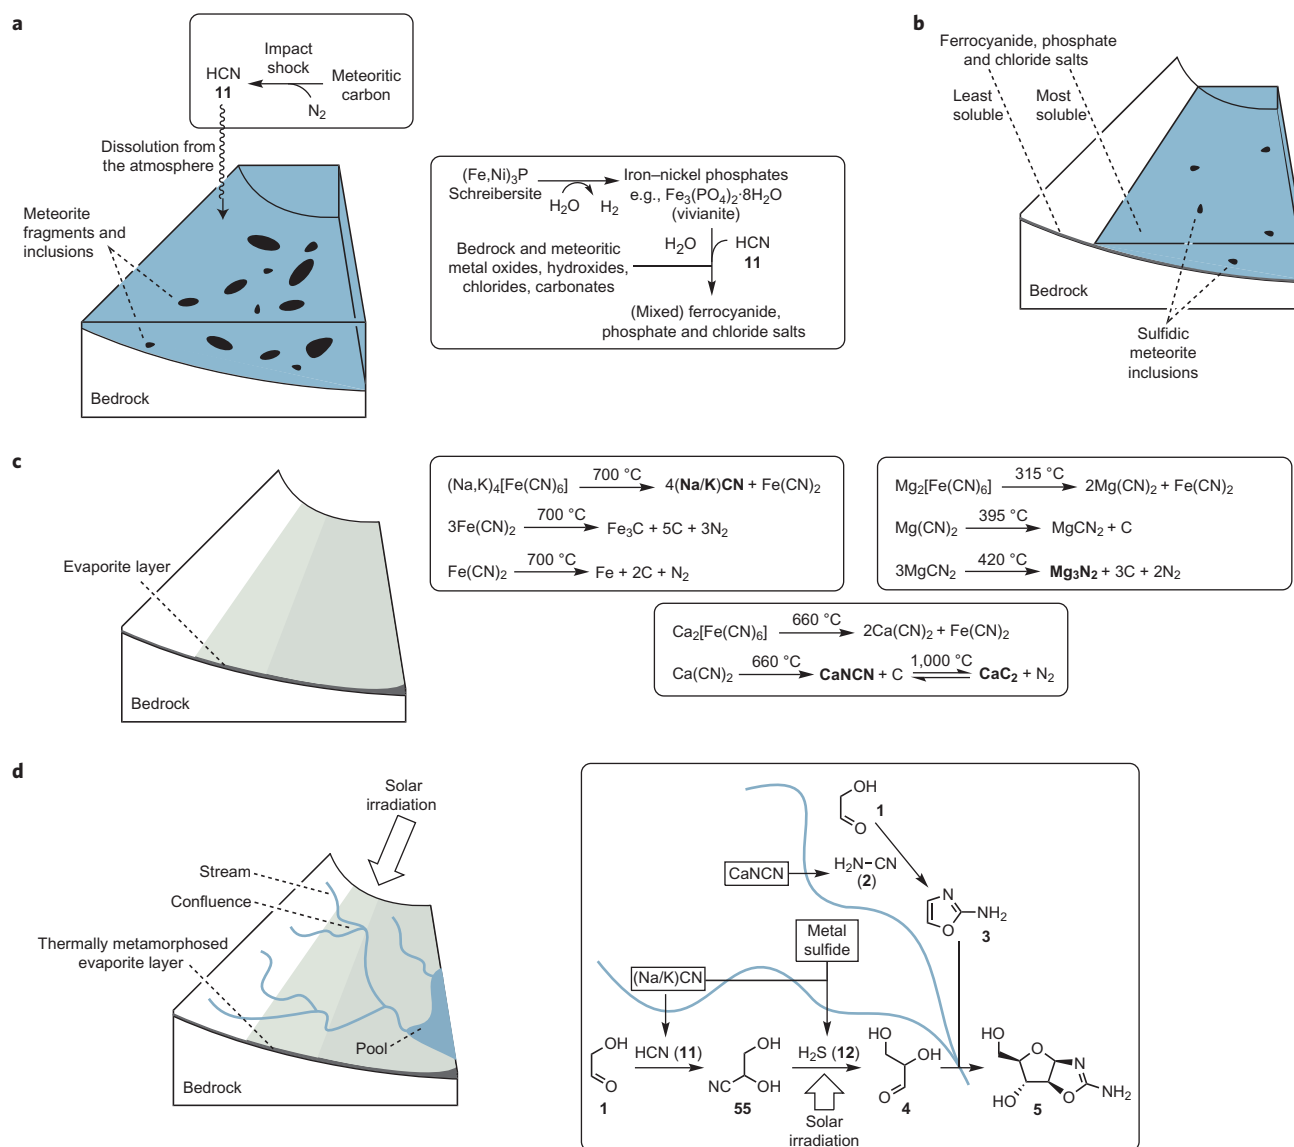 a
Impact
shock
HCN
11
Meteoritic
carbon
N2
Dissolution from
the atmosphere
Meteorite
fragments and
inclusions
Bedrock
(Fe,Ni)3P
Schreibersite
H2O
H2
Iron–nickel phosphates
e.g., Fe3(PO4)2·8H2O
(vivianite)
H2O
HCN
11
Bedrock and meteoritic
metal oxides, hydroxides,
chlorides, carbonates
(Mixed) ferrocyanide,
phosphate and chloride salts
b
Ferrocyanide, phosphate
and chloride salts
Least
soluble
Most
soluble
Bedrock
Sulfidic
meteorite
inclusions
c
Evaporite layer
Bedrock
(Na,K)4[Fe(CN)6] 700 °C 4(Na/K)CN + Fe(CN)2
3Fe(CN)2 700 °C Fe3C + 5C + 3N2
Fe(CN)2 700 °C Fe + 2C + N2
Mg2[Fe(CN)6] 315 °C 2Mg(CN)2 + Fe(CN)2
Mg(CN)2 395 °C MgCN2 + C
3MgCN2 420 °C Mg3N2 + 3C + 2N2
Ca2[Fe(CN)6] 660 °C 2Ca(CN)2 + Fe(CN)2
Ca(CN)2 660 °C CaNCN + C 1,000 °C CaC2 + N2
d
Solar
irradiation
Stream
Confluence
Thermally metamorphosed
evaporite layer
Pool
Bedrock
OH
O
1
CaNCN
H2N–CN
(2)
N
O
NH2
3
Metal
sulfide
(Na/K)CN
OH
O
1
HCN (11)
OH
NC
OH
55
H2S (12)
Solar
irradiation
HO
OH
O
4
HO
O
N
HO
O
NH2
5